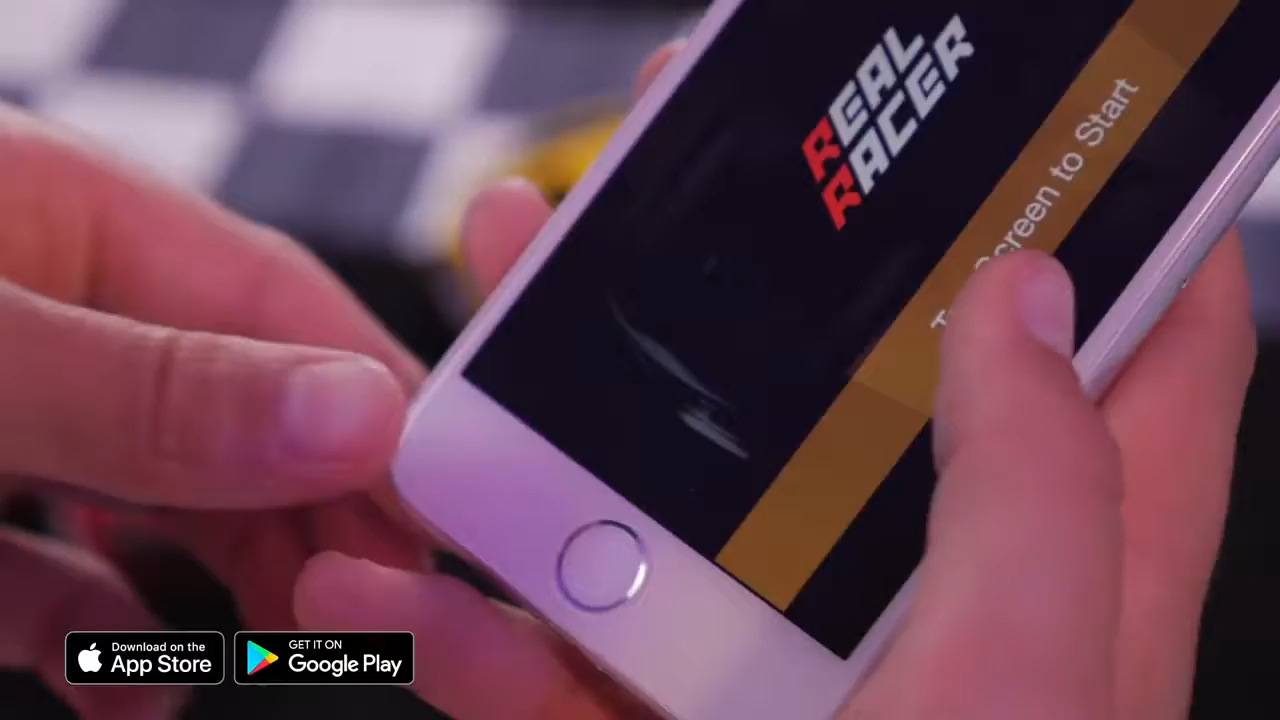 REAL
RACER
Screen to Start
Download on the
App Store
GET IT ON
Google Play